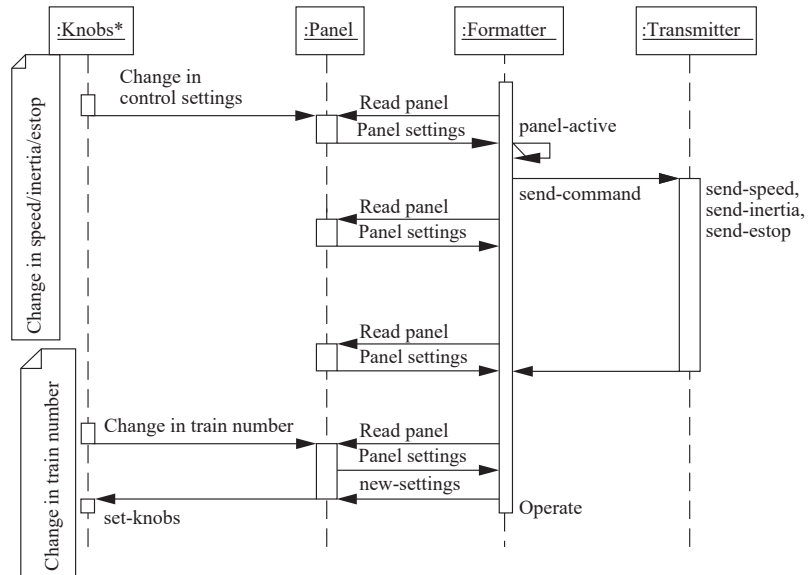 :Knobs*
:Panel
:Formatter
:Transmitter
Change in speed/inertia/estop
Change in
control settings
Read panel
Panel settings
panel-active
send-command
send-speed,
send-inertia,
send-estop
Read panel
Panel settings
Read panel
Panel settings
Change in train number
Change in train number
Read panel
Panel settings
new-settings
set-knobs
Operate